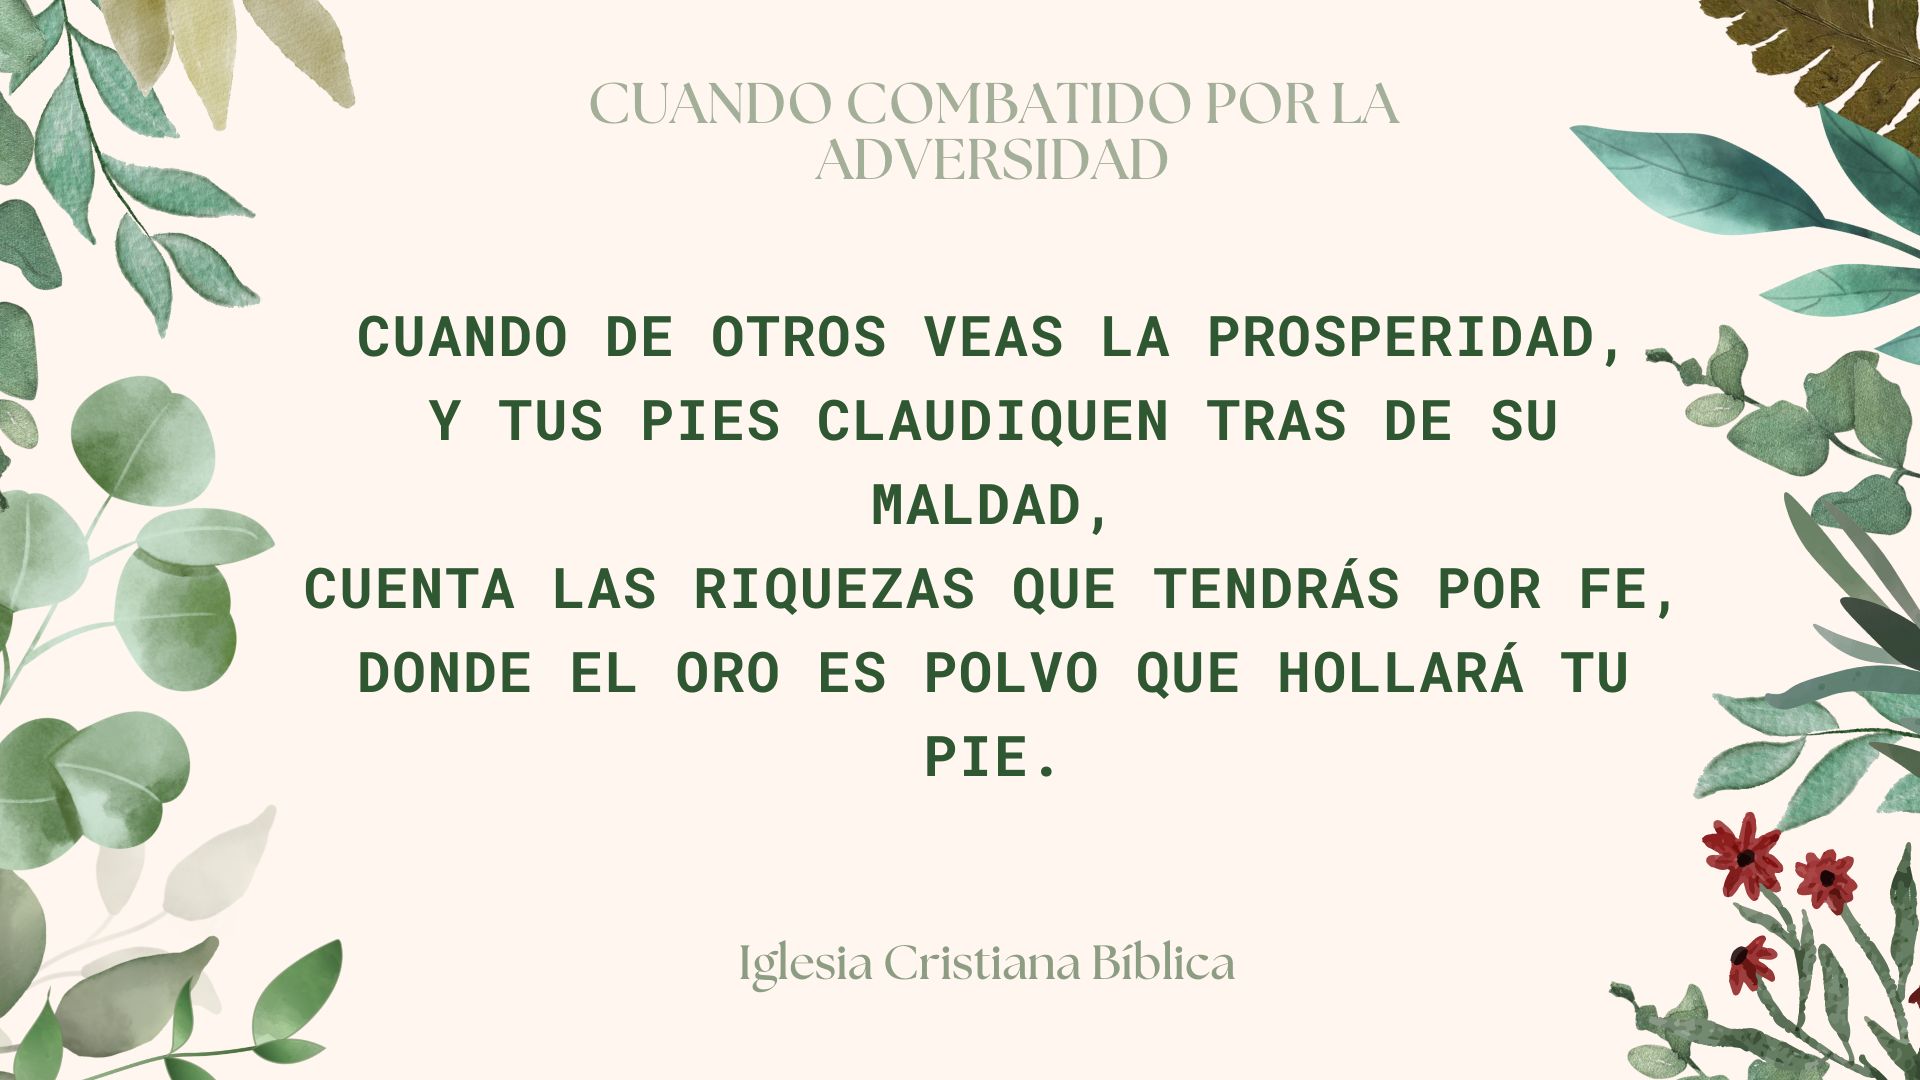 CUANDO COMBATIDO POR LA
ADVERSIDAD
CUANDO DE OTROS VEAS LA PROSPERIDAD,
Y TUS PIES CLAUDIQUEN TRAS DE SU
MALDAD,
CUENTA LAS RIQUEZAS QUE TENDRÁS POR FE,
DONDE EL ORO ES POLVO QUE HOLLARÁ TU
PIE.
Iglesia Cristiana Bíblica